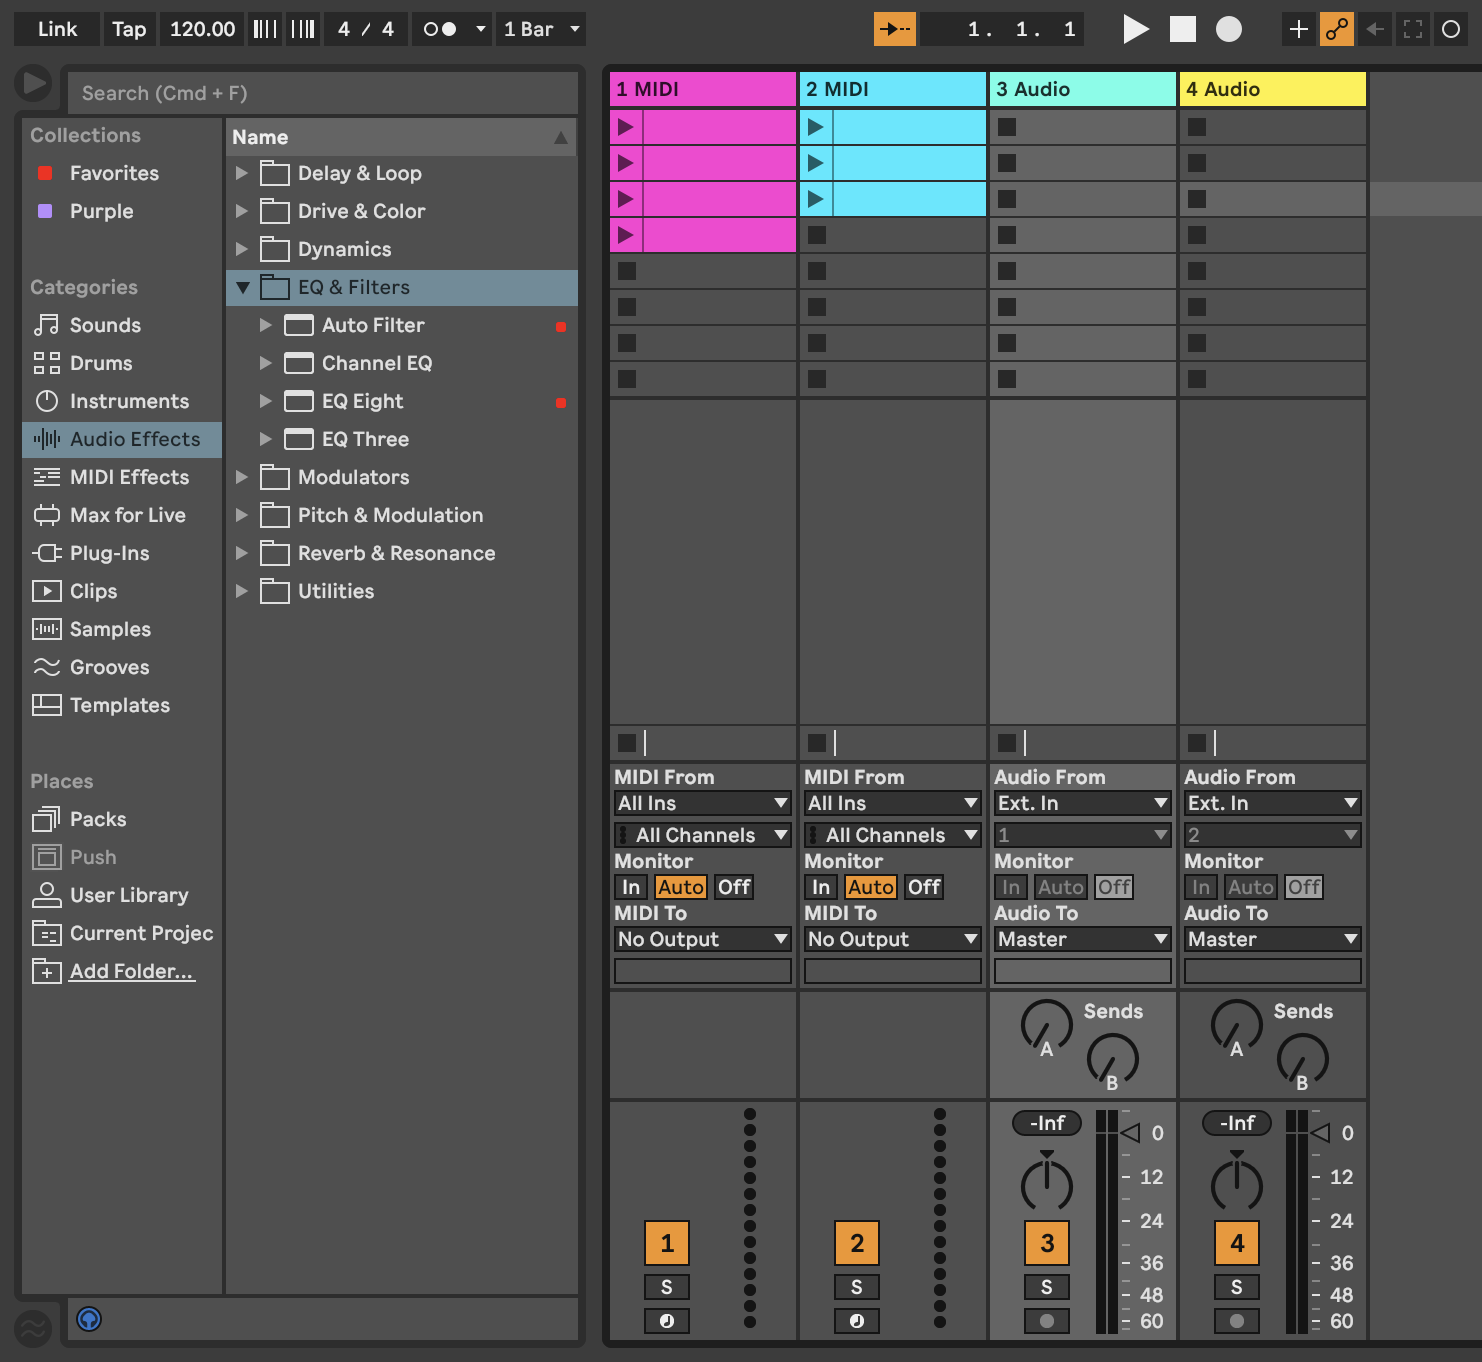 Link Tap 120.00 4 / 4 1 Bar 1. 1. 1
Search (Cmd + F)
Collections
Favorites
Purple
Categories
Sounds
Drums
Instruments
Audio Effects
MIDI Effects
Max for Live
Plug-Ins
Clips
Samples
Grooves
Templates
Places
Packs
Push
User Library
Current Projec
Add Folder...
Name
Delay & Loop
Drive & Color
Dynamics
EQ & Filters
Auto Filter
Channel EQ
EQ Eight
EQ Three
Modulators
Pitch & Modulation
Reverb & Resonance
Utilities
1 MIDI
MIDI From
All Ins
All Channels
Monitor
In Auto Off
MIDI To
No Output
1
S
2 MIDI
MIDI From
All Ins
All Channels
Monitor
In Auto Off
MIDI To
No Output
2
S
3 Audio
Audio From
Ext. In
1
Monitor
In Auto Off
Audio To
Master
Sends
A
B
-Inf
0
12
24
36
48
60
3
S
4 Audio
Audio From
Ext. In
2
Monitor
In Auto Off
Audio To
Master
Sends
A
B
-Inf
0
12
24
36
48
60
4
S